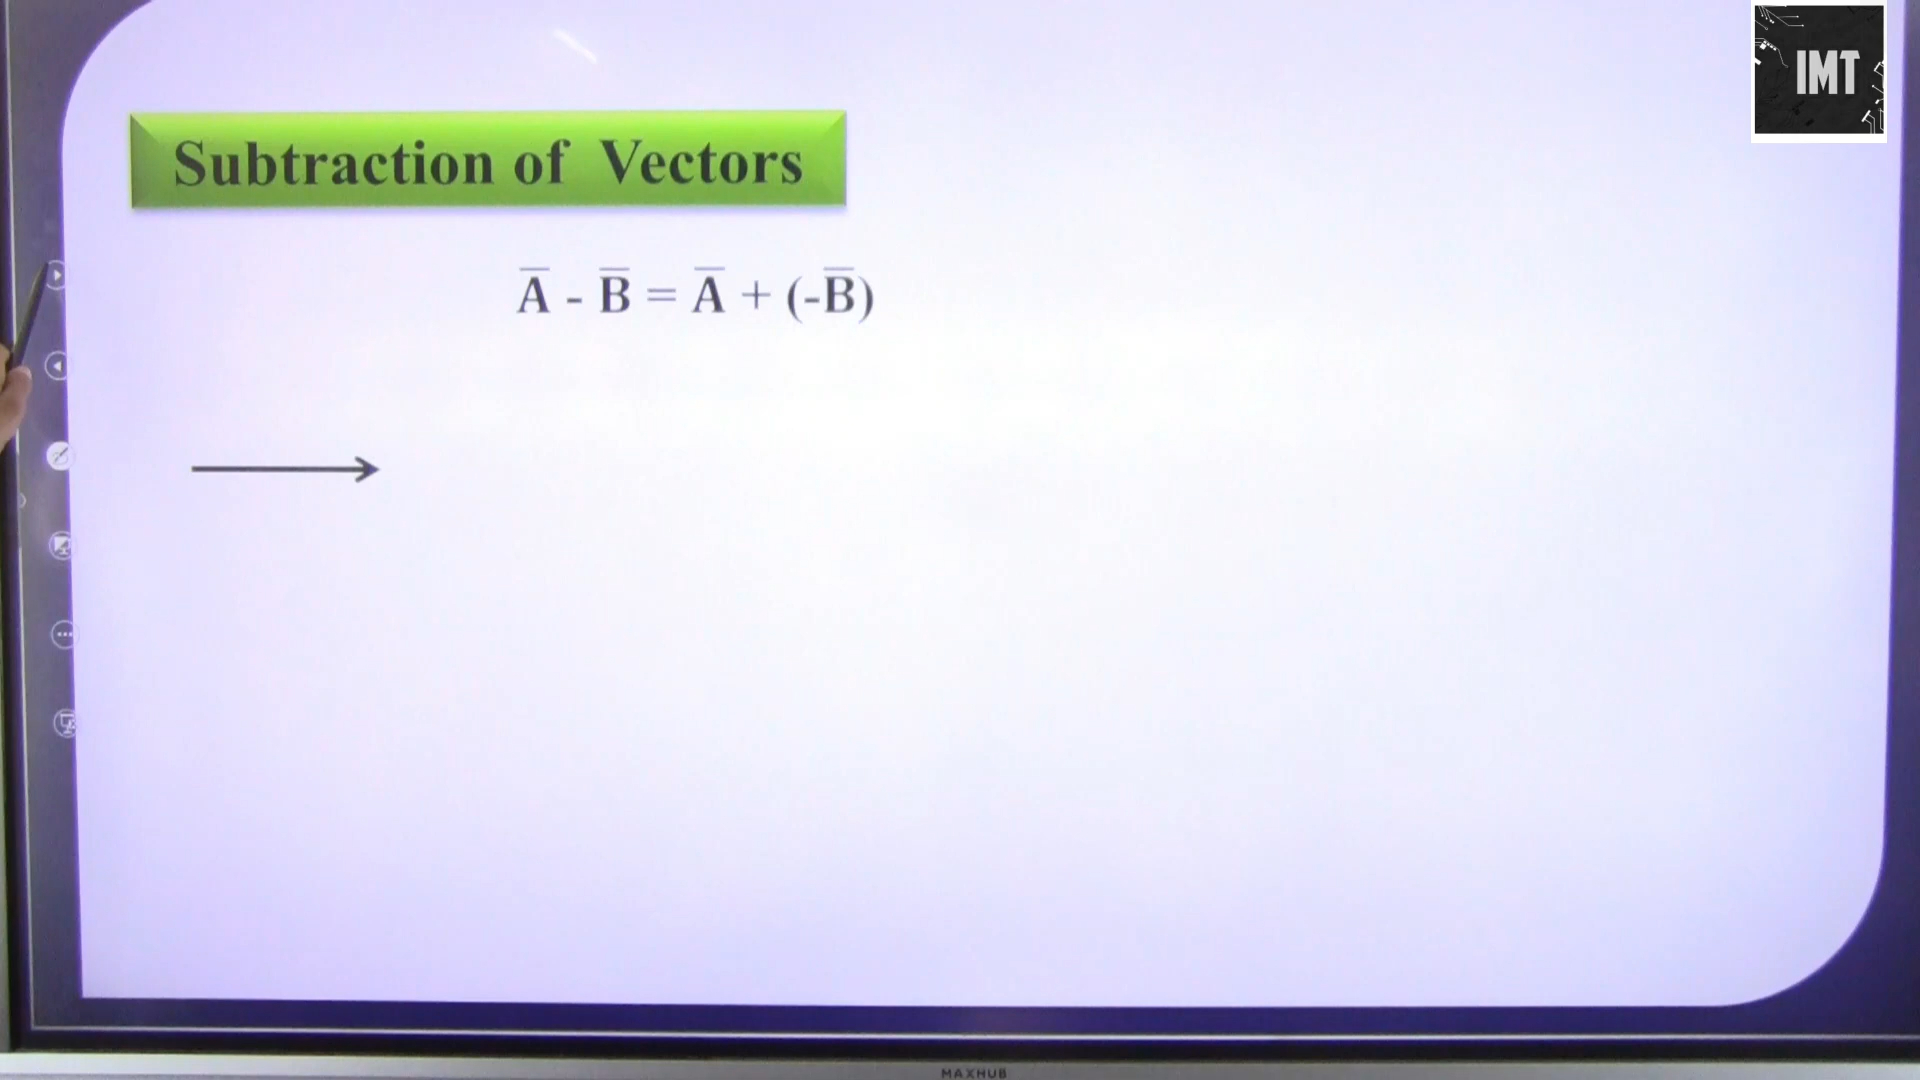 IMT
Subtraction of Vectors
A̅ - B̅ = A̅ + (-B̅)
MAXHUB